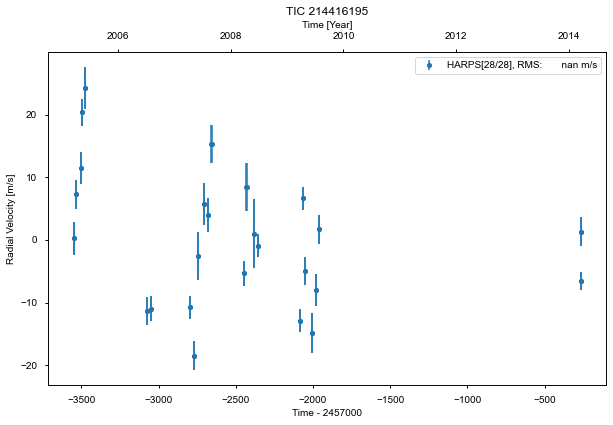 TIC 214416195
Time [Year]
2006 2008 2010 2012 2014
HARPS[28/28], RMS: nan m/s
Radial Velocity [m/s]
20
10
0
−10
−20
−3500 −3000 −2500 −2000 −1500 −1000 −500
Time - 2457000